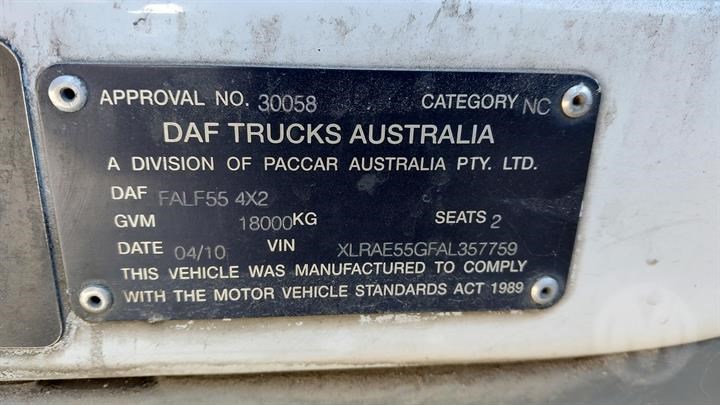 APPROVAL NO. 30058 CATEGORY NC
DAF TRUCKS AUSTRALIA
A DIVISION OF PACCAR AUSTRALIA PTY. LTD.
DAF FALF55 4X2
GVM 18000KG SEATS 2
DATE 04/10 VIN XLRAE55GFAL357759
THIS VEHICLE WAS MANUFACTURED TO COMPLY
WITH THE MOTOR VEHICLE STANDARDS ACT 1989